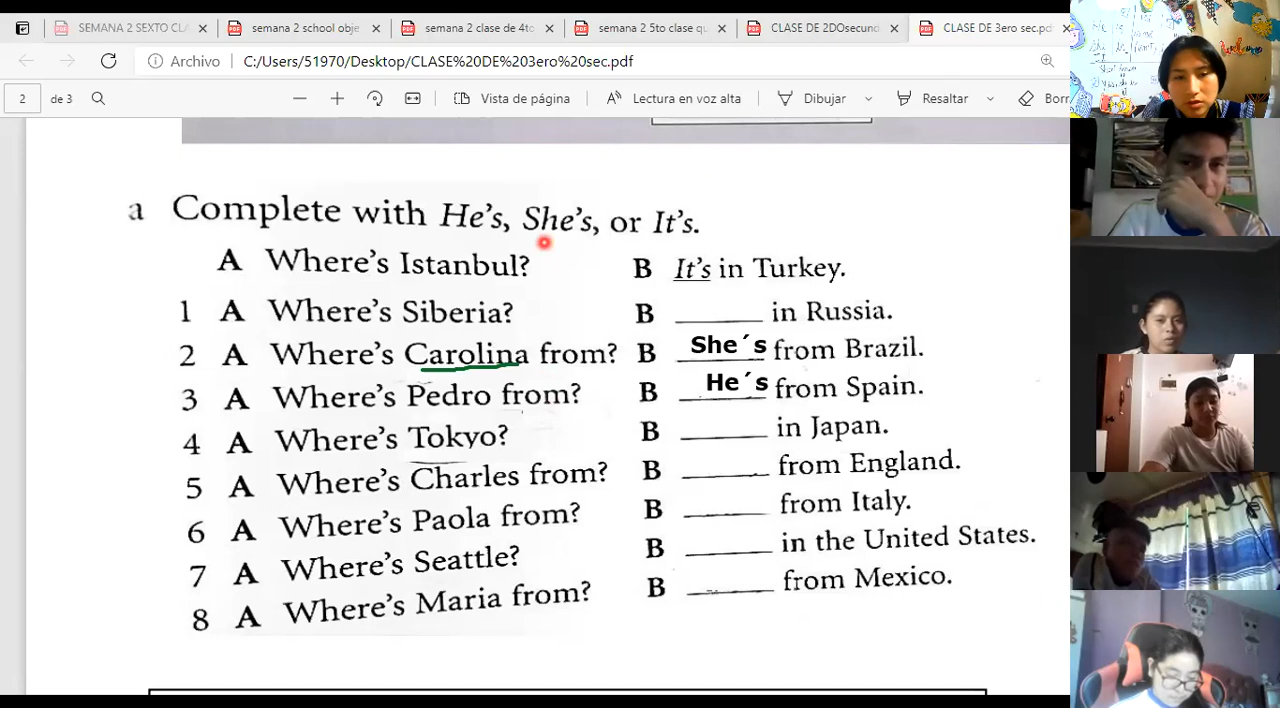 SEMANA 2 SEXTO CL
semana 2 school obje
semana 2 clase de 4to
semana 2 5to clase qu
CLASE DE 2DOsecund
CLASE DE 3ero sec.pd
Archivo C:/Users/51970/Desktop/CLASE%20DE%203ero%20sec.pdf
2 de 3 Vista de página Lectura en voz alta Dibujar Resaltar Borr
a Complete with He's, She's, or It's.
A Where's Istanbul? B It's in Turkey.
1 A Where's Siberia? B ______ in Russia.
2 A Where's Carolina from? B She´s from Brazil.
3 A Where's Pedro from? B He´s from Spain.
4 A Where's Tokyo? B ______ in Japan.
5 A Where's Charles from? B ______ from England.
6 A Where's Paola from? B ______ from Italy.
7 A Where's Seattle? B ______ in the United States.
8 A Where's Maria from? B ______ from Mexico.